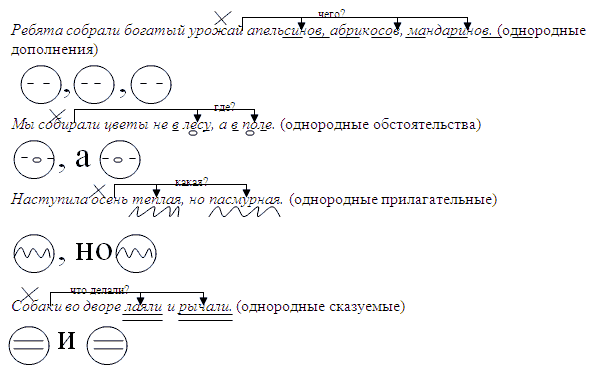 чего?
Ребята собрали богатый урожай апельсинов, абрикосов, мандаринов. (однородные
дополнения)
, ,
где?
Мы собирали цветы не в лесу, а в поле. (однородные обстоятельства)
, а
какая?
Наступила осень теплая, но пасмурная. (однородные прилагательные)
, но
что делали?
Собаки во дворе лаяли и рычали. (однородные сказуемые)
и